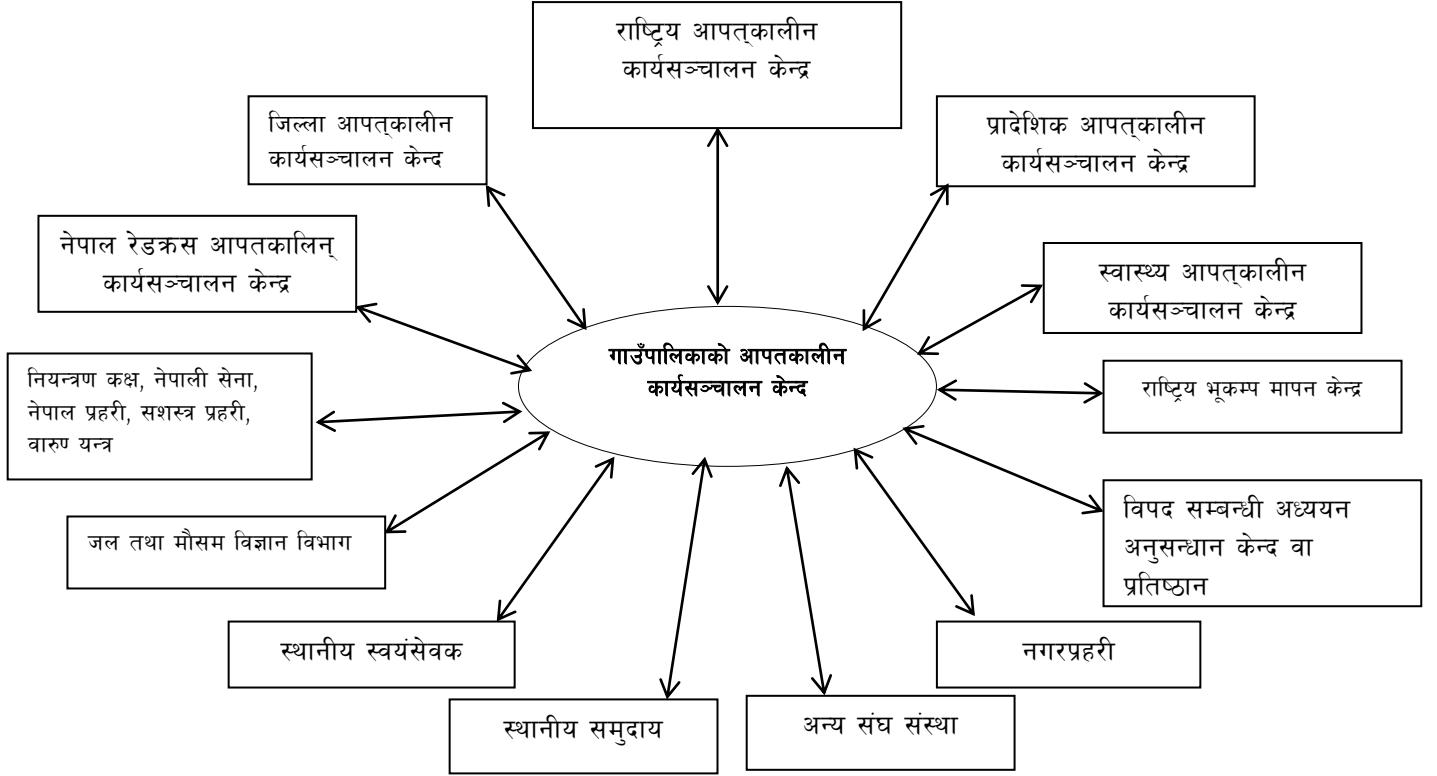 राष्ट्रिय आपत्कालीन
कार्यसञ्चालन केन्द्र
जिल्ला आपत्कालीन
कार्यसञ्चालन केन्द
प्रादेशिक आपत्कालीन
कार्यसञ्चालन केन्द्र
नेपाल रेडक्रस आपतकालिन्
कार्यसञ्चालन केन्द्र
स्वास्थ्य आपत्कालीन
कार्यसञ्चालन केन्द्र
गाउँपालिकाको आपतकालीन
कार्यसञ्चालन केन्द
नियन्त्रण कक्ष, नेपाली सेना,
नेपाल प्रहरी, सशस्त्र प्रहरी,
वारुण यन्त्र
राष्ट्रिय भूकम्प मापन केन्द्र
विपद सम्बन्धी अध्ययन
अनुसन्धान केन्द वा
प्रतिष्ठान
जल तथा मौसम विज्ञान विभाग
स्थानीय स्वयंसेवक
नगरप्रहरी
स्थानीय समुदाय
अन्य संघ संस्था